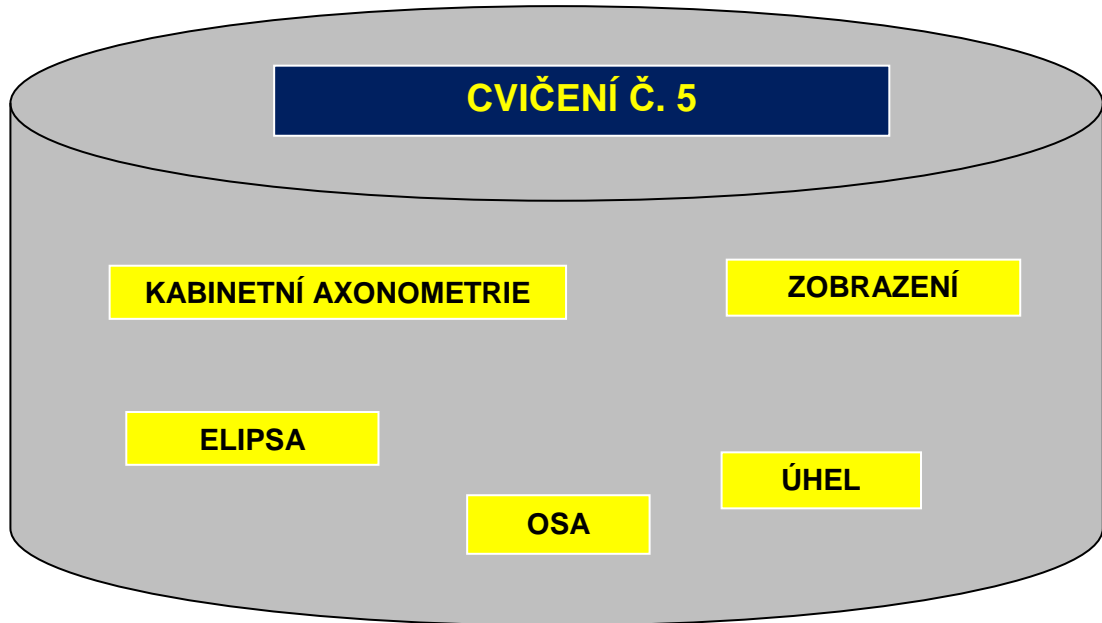 CVIČENÍ Č. 5
KABINETNÍ AXONOMETRIE
ZOBRAZENÍ
ELIPSA
ÚHEL
OSA